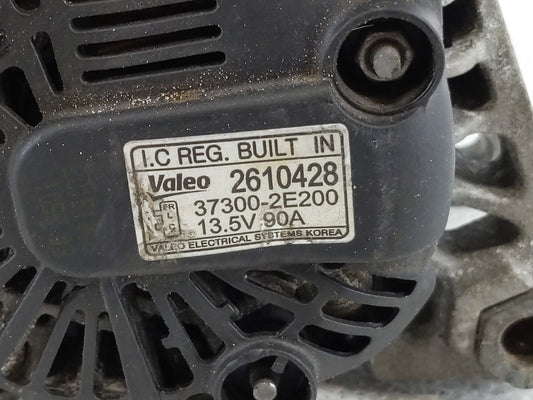 I.C REG. BUILT IN
Valeo 2610428
37300-2E200
13.5V 90A
VALEO ELECTRICAL SYSTEMS KOREA